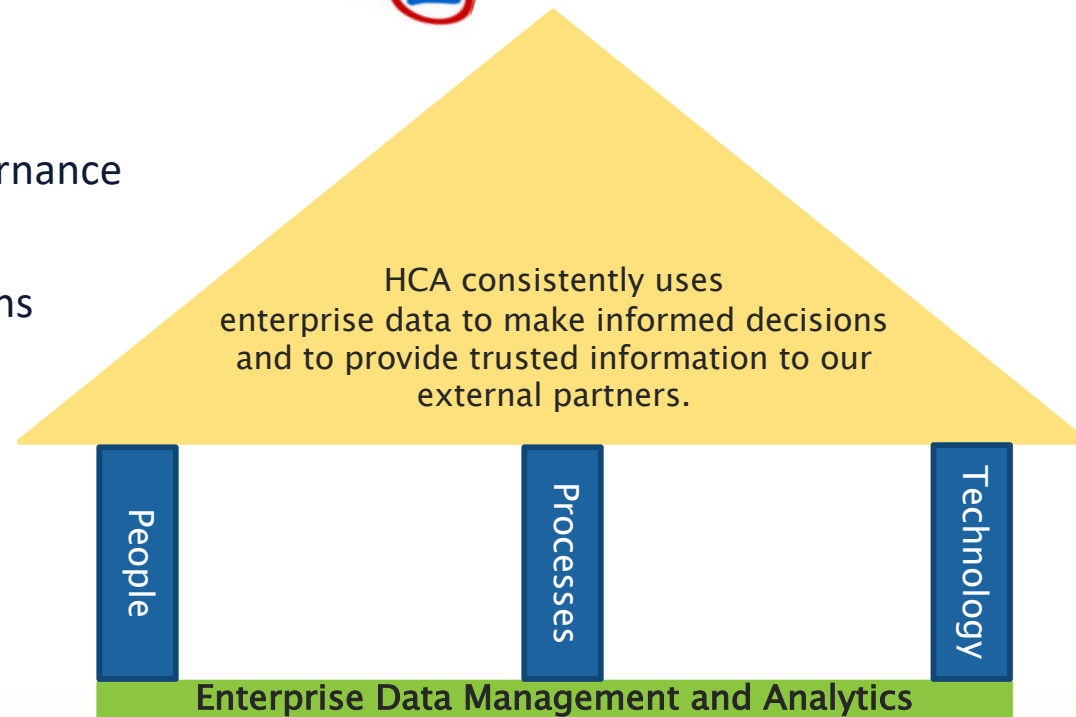 rnance
ns
HCA consistently uses
enterprise data to make informed decisions
and to provide trusted information to our
external partners.
People
Processes
Technology
Enterprise Data Management and Analytics